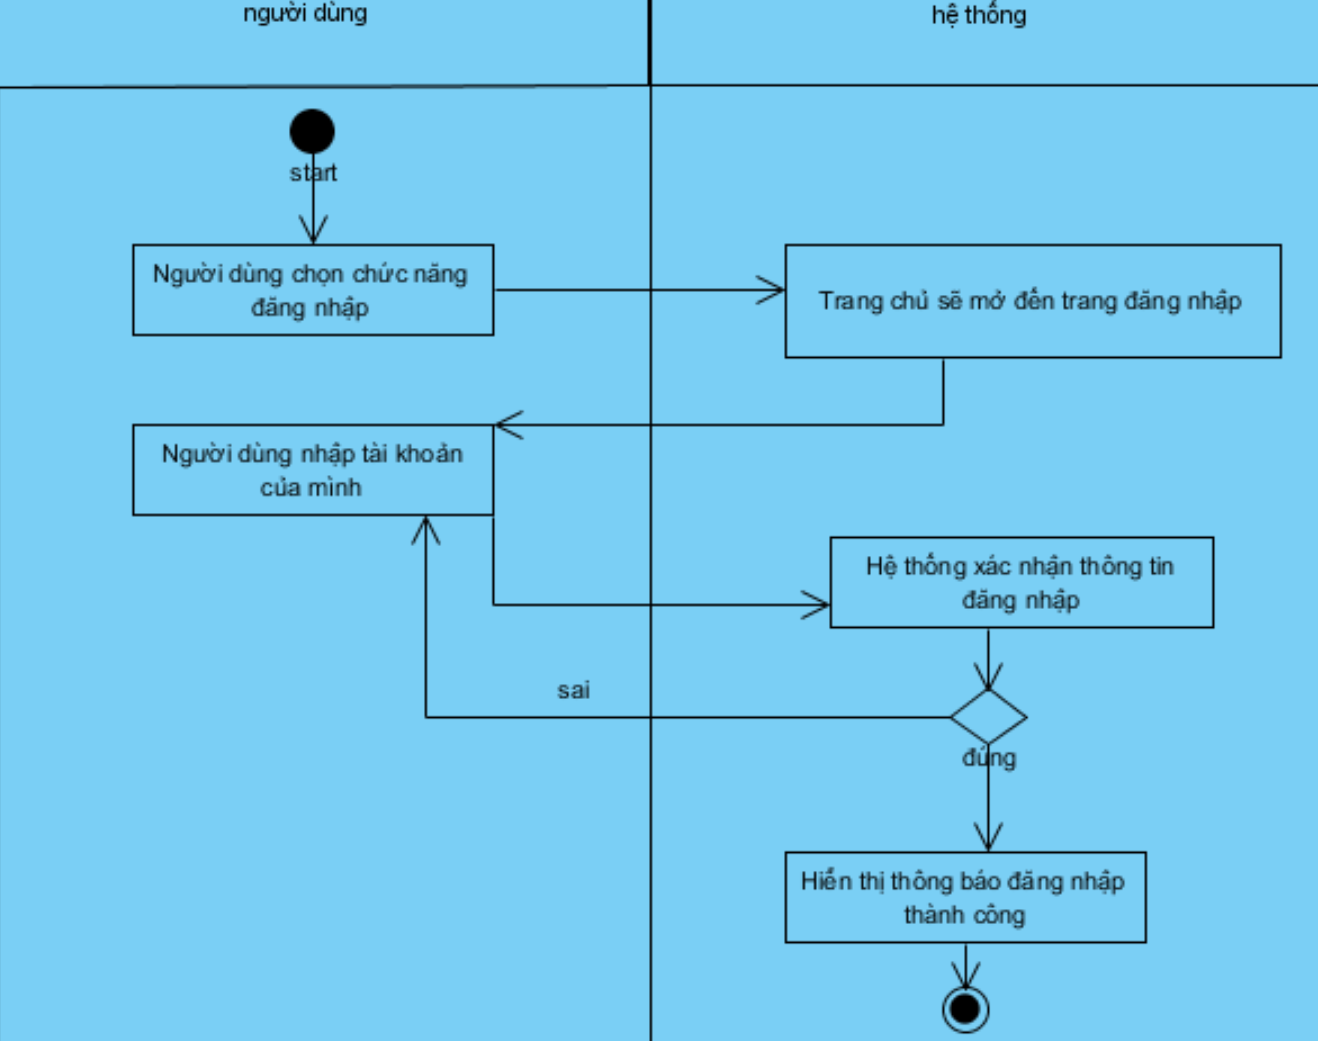 người dùng
hệ thống
start
Người dùng chọn chức năng
đăng nhập
Trang chủ sẽ mở đến trang đăng nhập
Người dùng nhập tài khoản
của mình
Hệ thống xác nhận thông tin
đăng nhập
sai
đúng
Hiển thị thông báo đăng nhập
thành công